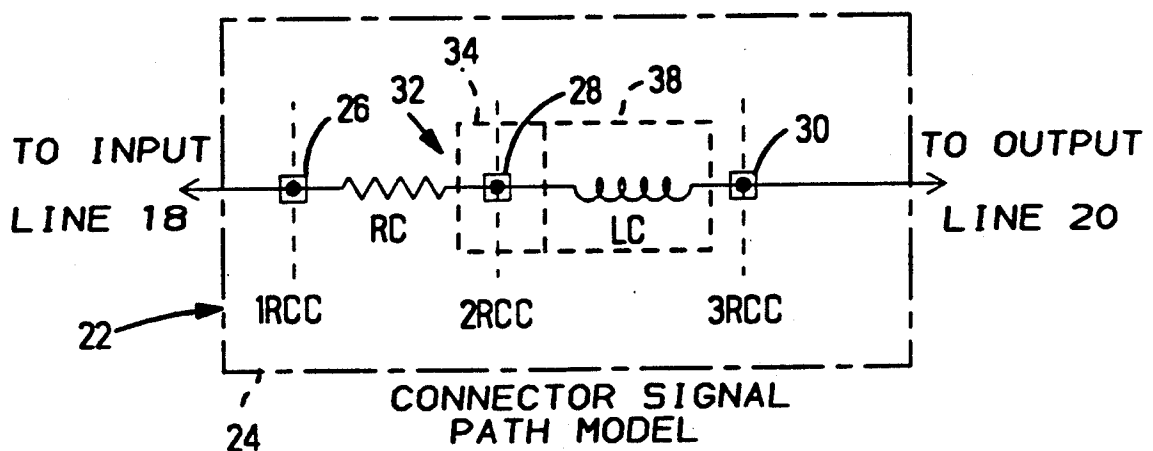 34
32
26
28
38
30
TO INPUT
LINE 18
TO OUTPUT
LINE 20
RC
LC
1RCC
2RCC
3RCC
22
24
CONNECTOR SIGNAL
PATH MODEL